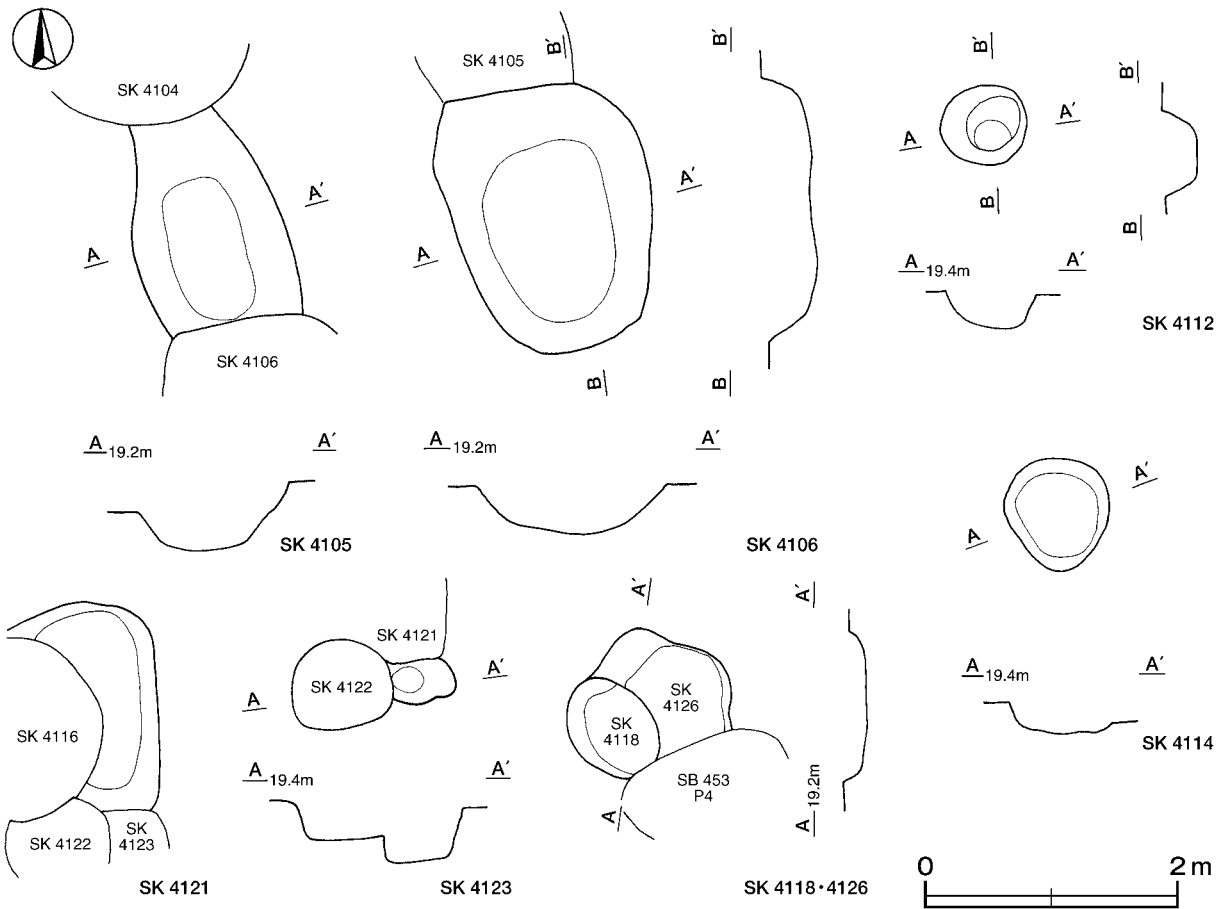 SK 4104
A
A′
SK 4106
A 19.2m
A′
SK 4105
SK 4105
B′
A
A′
B
B′
B
A 19.2m
A′
SK 4106
B′
A
A′
B
B′
B
A 19.4m
A′
SK 4112
A
A′
A 19.4m
A′
SK 4114
SK 4116
SK 4122
SK
4123
SK 4121
SK 4121
SK 4122
A
A′
A 19.4m
A′
SK 4123
A′
SK
4126
SK
4118
SB 453
P4
A
A′
A 19.2m
SK 4118・4126
0
2 m